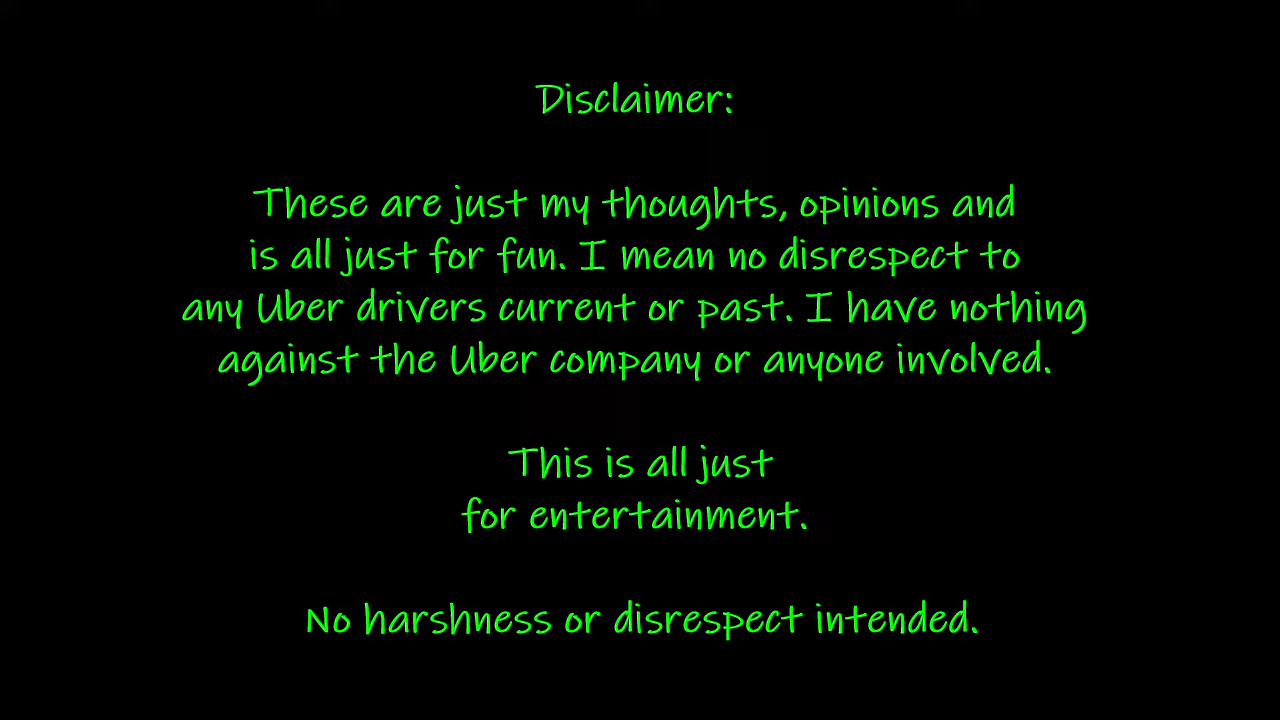 Disclaimer:
These are just my thoughts, opinions and
is all just for fun. I mean no disrespect to
any Uber drivers current or past. I have nothing
against the Uber company or anyone involved.
This is all just
for entertainment.
No harshness or disrespect intended.